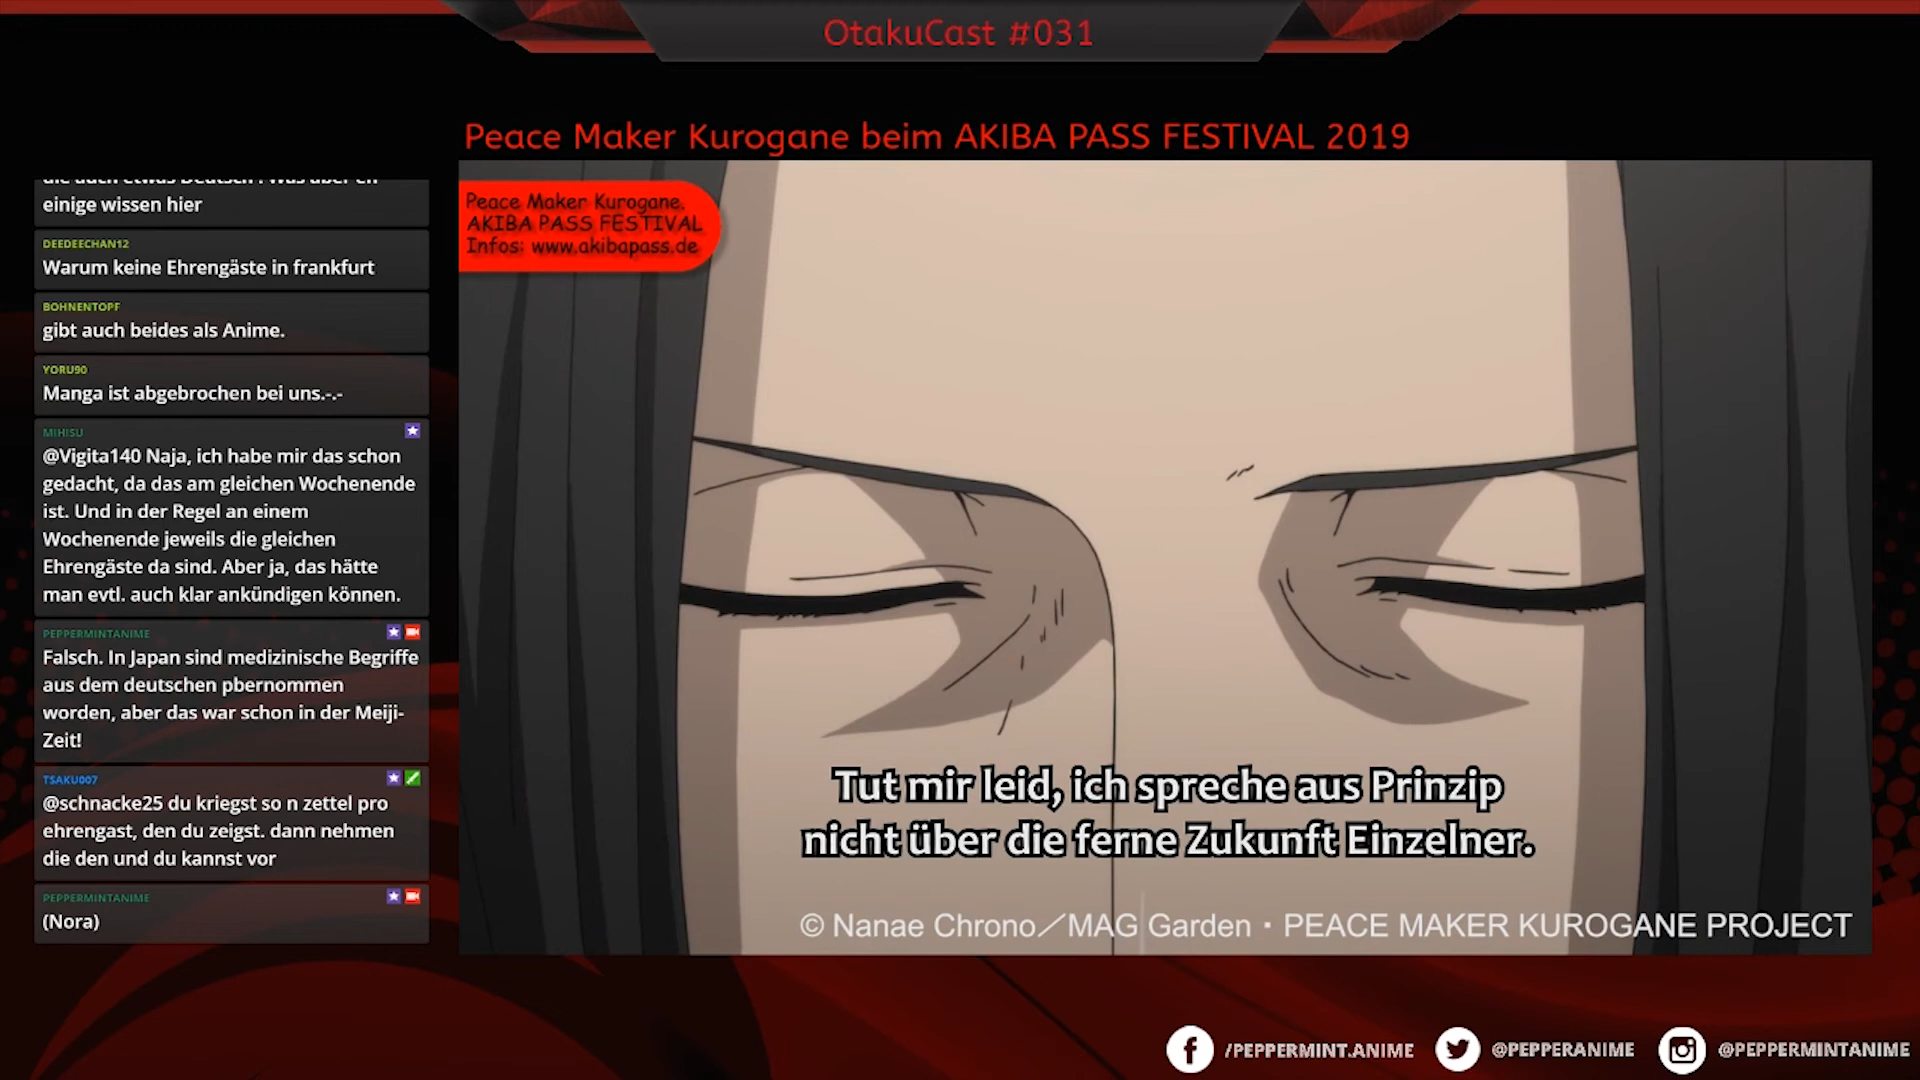 OtakuCast #031
Peace Maker Kurogane beim AKIBA PASS FESTIVAL 2019
Peace Maker Kurogane.
AKIBA PASS FESTIVAL
Infos: www.akibapass.de
die auch etwas Deutsch
einige wissen hier
DEEDEECHAN12
Warum keine Ehrengäste in frankfurt
BOHNENTOPF
gibt auch beides als Anime.
YORU90
Manga ist abgebrochen bei uns.-.-
MIHISU
@Vigita140 Naja, ich habe mir das schon
gedacht, da das am gleichen Wochenende
ist. Und in der Regel an einem
Wochenende jeweils die gleichen
Ehrengäste da sind. Aber ja, das hätte
man evtl. auch klar ankündigen können.
PEPPERMINTANIME
Falsch. In Japan sind medizinische Begriffe
aus dem deutschen pbernommen
worden, aber das war schon in der Meiji-
Zeit!
TSAKU007
@schnacke25 du kriegst so n zettel pro
ehrengast, den du zeigst. dann nehmen
die den und du kannst vor
PEPPERMINTANIME
(Nora)
Tut mir leid, ich spreche aus Prinzip
nicht über die ferne Zukunft Einzelner.
© Nanae Chrono／MAG Garden・PEACE MAKER KUROGANE PROJECT
/PEPPERMINT.ANIME @PEPPERANIME @PEPPERMINTANIME